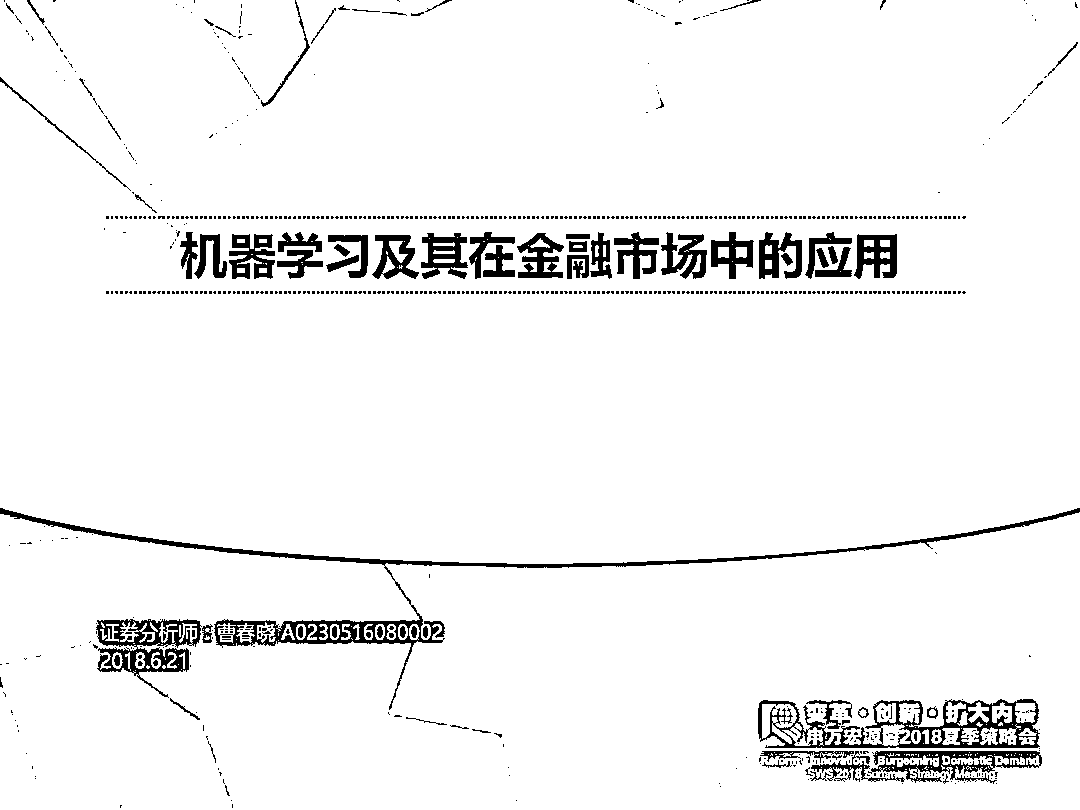 机器学习及其在金融市场中的应用
证券分析师：曹春晓 A0230516080002
2018.6.21
变革·创新·扩大内需
申万宏源 2018夏季策略会
Reform Innovation Burgeoning Domestic Demand
SWS 2018 Summer Strategy Meeting